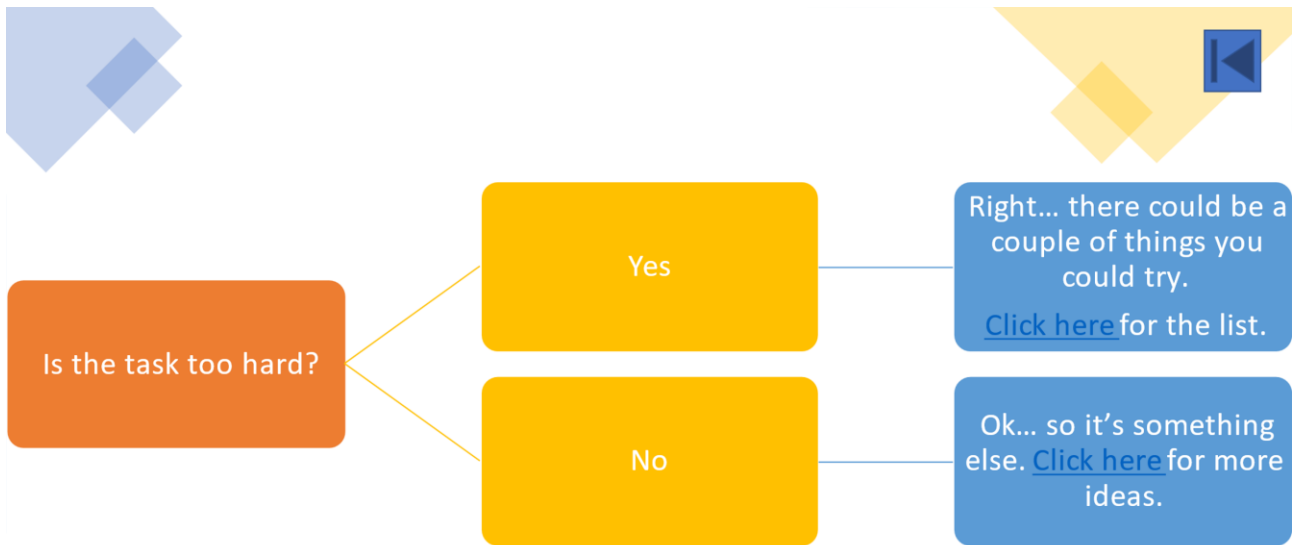 Is the task too hard?
Yes
Right... there could be a
couple of things you
could try.
Click here for the list.
No
Ok... so it’s something
else. Click here for more
ideas.